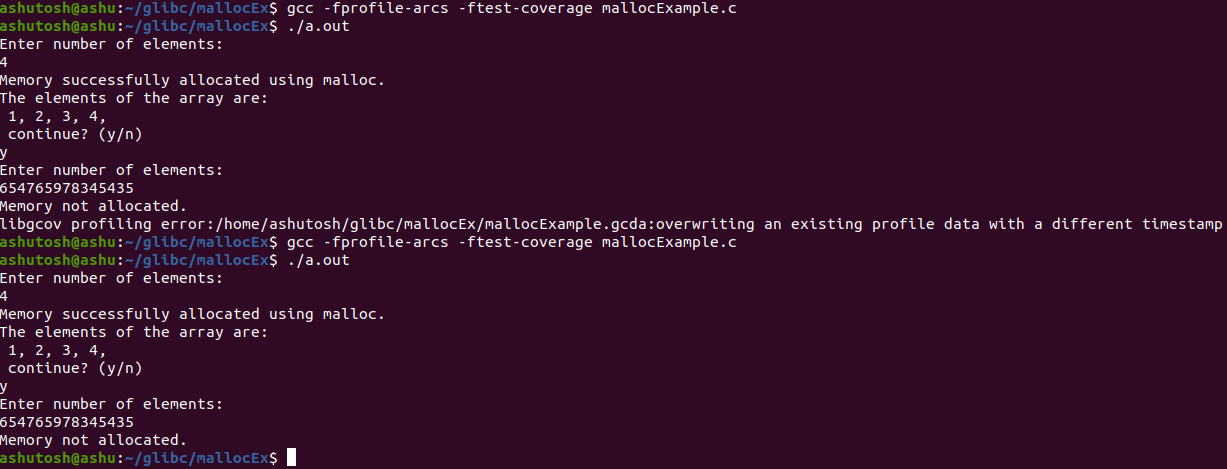 ashutosh@ashu:~/glibc/mallocEx$ gcc -fprofile-arcs -ftest-coverage mallocExample.c
ashutosh@ashu:~/glibc/mallocEx$ ./a.out
Enter number of elements:
4
Memory successfully allocated using malloc.
The elements of the array are:
 1, 2, 3, 4,
 continue? (y/n)
y
Enter number of elements:
654765978345435
Memory not allocated.
libgcov profiling error:/home/ashutosh/glibc/mallocEx/mallocExample.gcda:overwriting an existing profile data with a different timestamp
ashutosh@ashu:~/glibc/mallocEx$ gcc -fprofile-arcs -ftest-coverage mallocExample.c
ashutosh@ashu:~/glibc/mallocEx$ ./a.out
Enter number of elements:
4
Memory successfully allocated using malloc.
The elements of the array are:
 1, 2, 3, 4,
 continue? (y/n)
y
Enter number of elements:
654765978345435
Memory not allocated.
ashutosh@ashu:~/glibc/mallocEx$